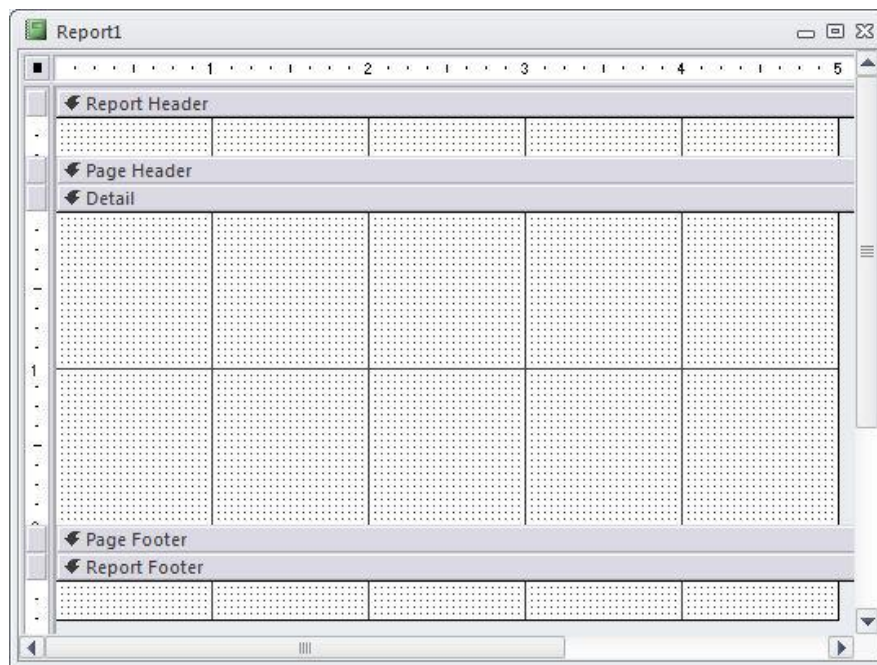 Report1
1 2 3 4 5
Report Header
Page Header
Detail
1
Page Footer
Report Footer